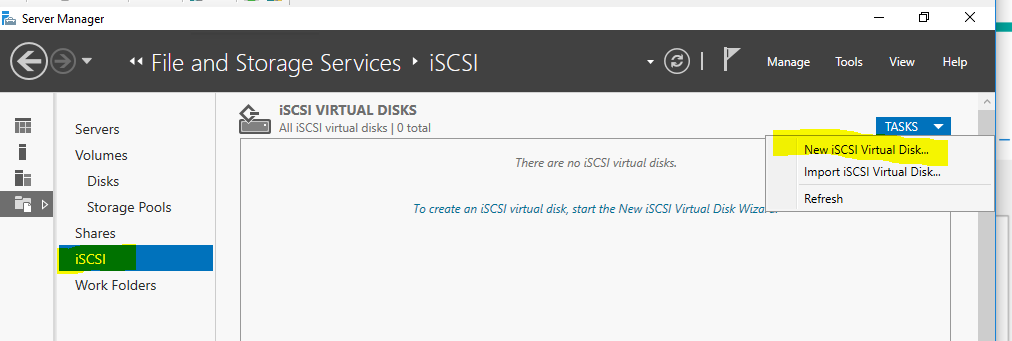 Server Manager
File and Storage Services ‣ iSCSI
Manage Tools View Help
Servers
Volumes
Disks
Storage Pools
Shares
iSCSI
Work Folders
iSCSI VIRTUAL DISKS
All iSCSI virtual disks | 0 total
TASKS
There are no iSCSI virtual disks.
To create an iSCSI virtual disk, start the New iSCSI Virtual Disk Wizard.
New iSCSI Virtual Disk...
Import iSCSI Virtual Disk...
Refresh